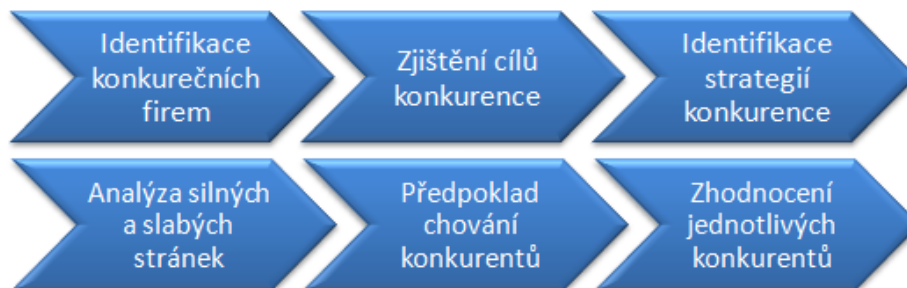 Identifikace
konkurečních
firem
Zjištění cílů
konkurence
Identifikace
strategií
konkurence
Analýza silných
a slabých
stránek
Předpoklad
chování
konkurentů
Zhodnocení
jednotlivých
konkurentů